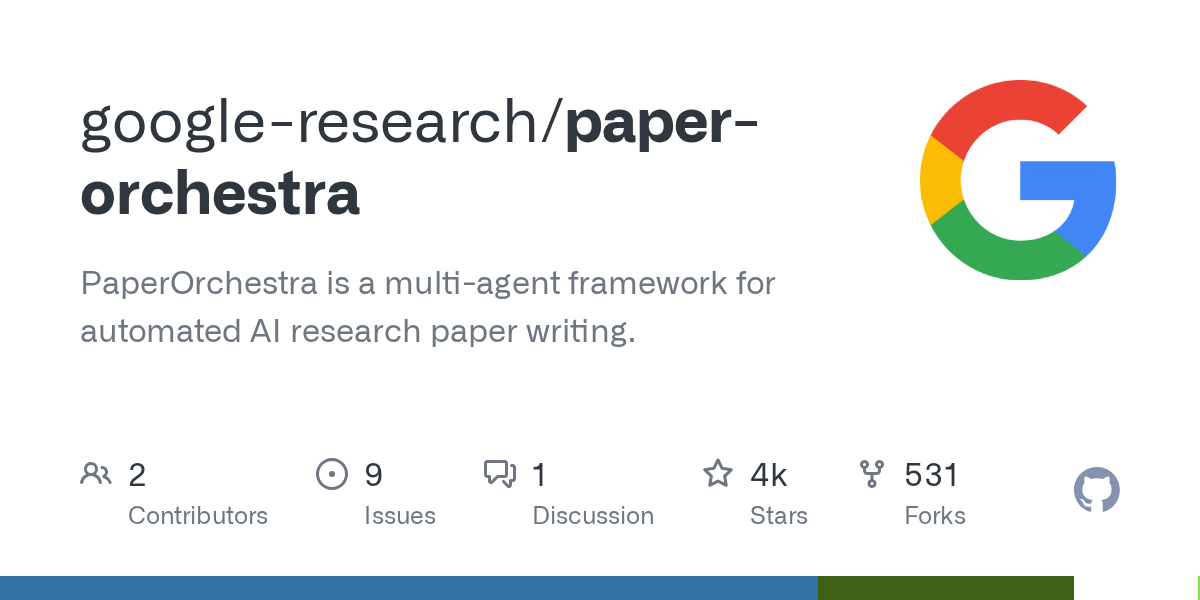 google-research/paper-
orchestra
PaperOrchestra is a multi-agent framework for
automated AI research paper writing.
2 9 1 4k 531
Contributors Issues Discussion Stars Forks